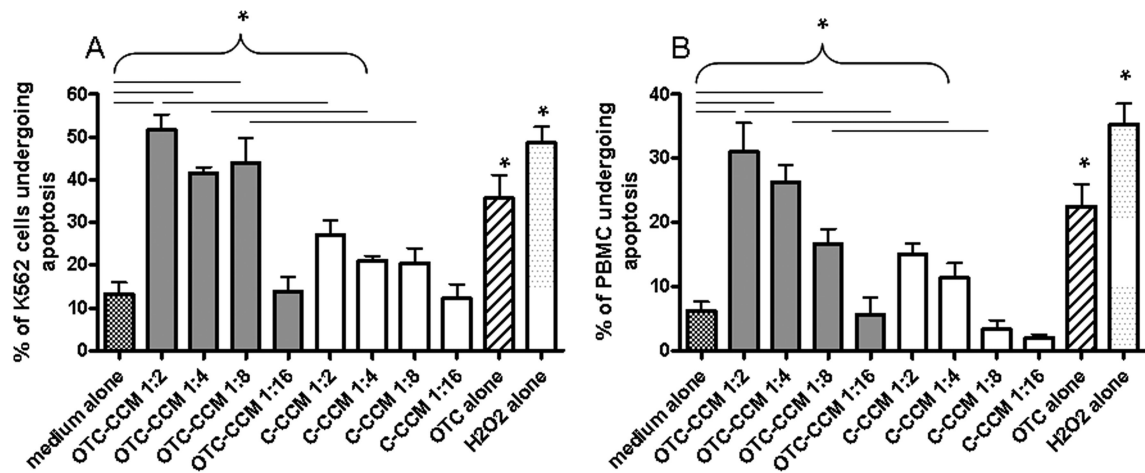 *
A
% of K562 cells undergoing
apoptosis
60
50
40
30
20
10
0
*
*
medium alone
OTC-CCM 1:2
OTC-CCM 1:4
OTC-CCM 1:8
OTC-CCM 1:16
C-CCM 1:2
C-CCM 1:4
C-CCM 1:8
C-CCM 1:16
OTC alone
H2O2 alone
*
B
% of PBMC undergoing
apoptosis
40
30
20
10
0
*
*
medium alone
OTC-CCM 1:2
OTC-CCM 1:4
OTC-CCM 1:8
OTC-CCM 1:16
C-CCM 1:2
C-CCM 1:4
C-CCM 1:8
C-CCM 1:16
OTC alone
H2O2 alone